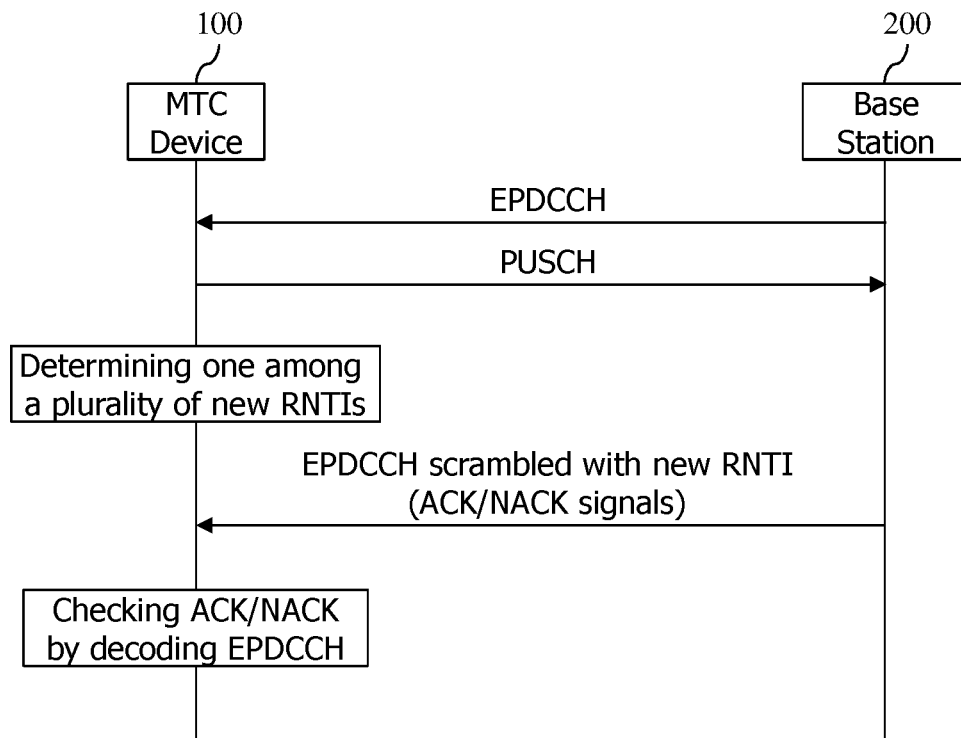 100
200
MTC
Device
Base
Station
EPDCCH
PUSCH
Determining one among
a plurality of new RNTIs
EPDCCH scrambled with new RNTI
(ACK/NACK signals)
Checking ACK/NACK
by decoding EPDCCH